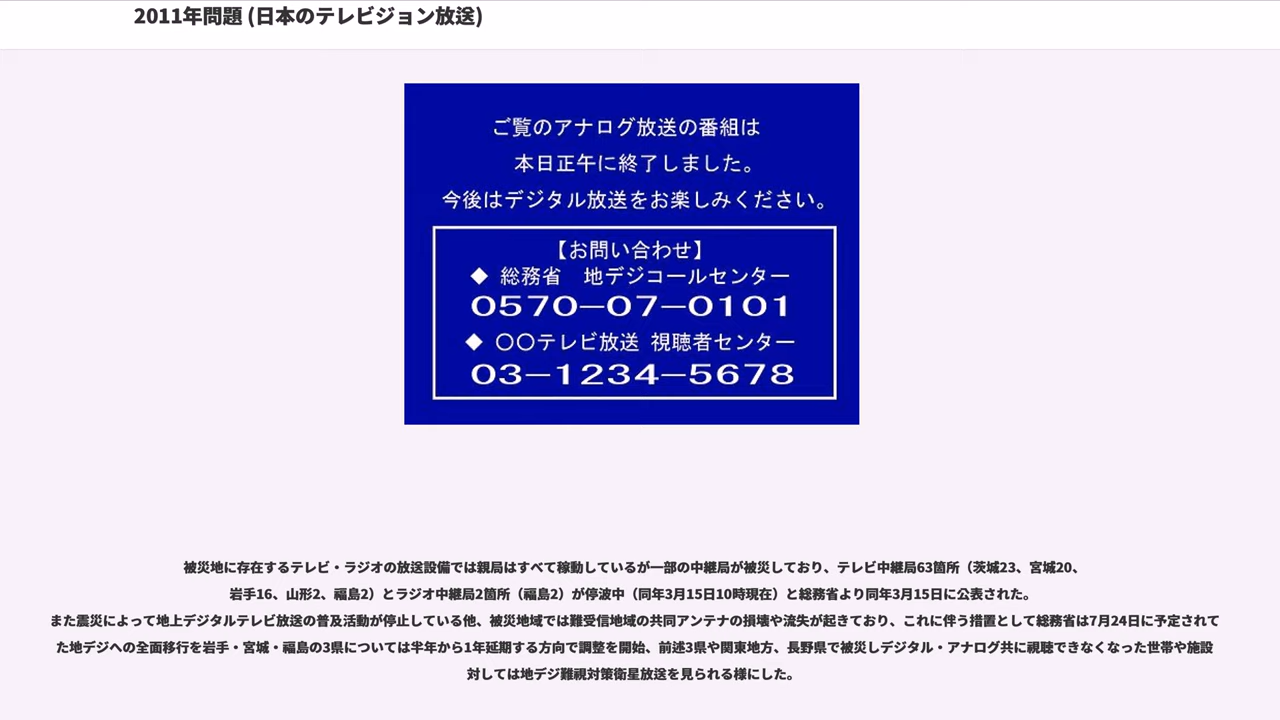 2011年問題 (日本のテレビジョン放送)
ご覧のアナログ放送の番組は
本日正午に終了しました。
今後はデジタル放送をお楽しみください。
【お問い合わせ】
◆ 総務省　地デジコールセンター
0570−07−0101
◆ 〇〇テレビ放送 視聴者センター
03−1234−5678
被災地に存在するテレビ・ラジオの放送設備では親局はすべて稼動しているが一部の中継局が被災しており、テレビ中継局63箇所（茨城23、宮城20、
岩手16、山形2、福島2）とラジオ中継局2箇所（福島2）が停波中（同年3月15日10時現在）と総務省より同年3月15日に公表された。
また震災によって地上デジタルテレビ放送の普及活動が停止している他、被災地域では難受信地域の共同アンテナの損壊や流失が起きており、これに伴う措置として総務省は7月24日に予定されて
た地デジへの全面移行を岩手・宮城・福島の3県については半年から1年延期する方向で調整を開始、前述3県や関東地方、長野県で被災しデジタル・アナログ共に視聴できなくなった世帯や施設
対しては地デジ難視対策衛星放送を見られる様にした。